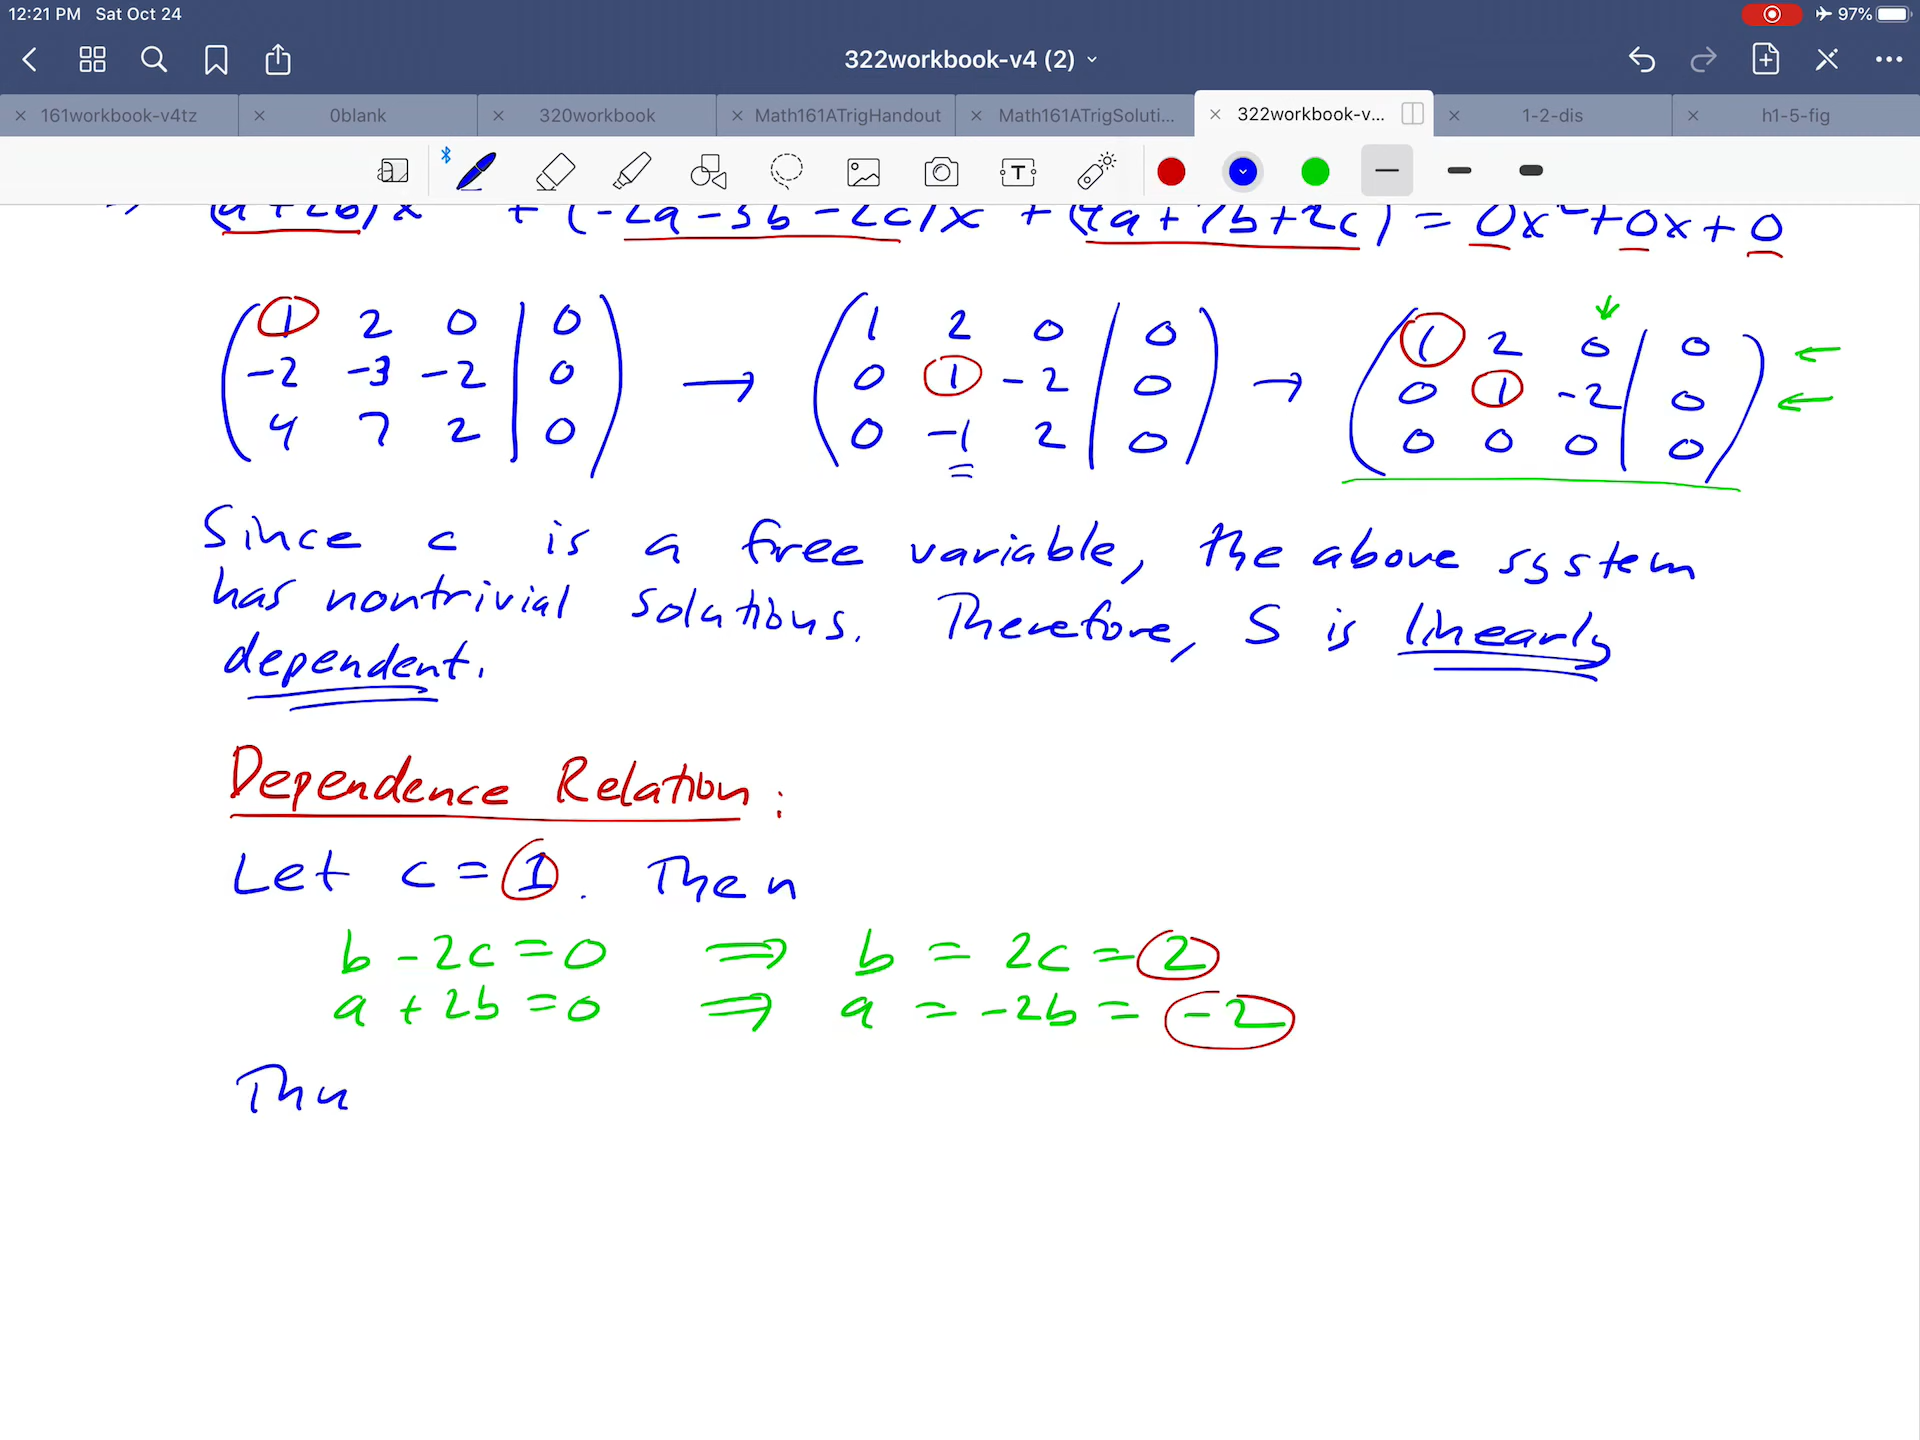 12:21 PM Sat Oct 24 97%
322workbook-v4 (2)
161workbook-v4tz 0blank 320workbook Math161ATrigHandout Math161ATrigSoluti... 322workbook-v... 1-2-dis h1-5-fig
⇒ (a+2b)x² + (-2a-3b-2c)x + (4a+7b+2c) = 0x²+0x+0
1 2 0 | 0 1 2 0 | 0 1 2 0 | 0 ←
-2 -3 -2 | 0 → 0 1 -2 | 0 → 0 1 -2 | 0 ←
4 7 2 | 0 0 -1 2 | 0 0 0 0 | 0
Since c is a free variable, the above system
has nontrivial solutions. Therefore, S is linearly
dependent.
Dependence Relation:
Let c = 1. Then
b - 2c = 0 ⇒ b = 2c = 2
a + 2b = 0 ⇒ a = -2b = -2
Thu